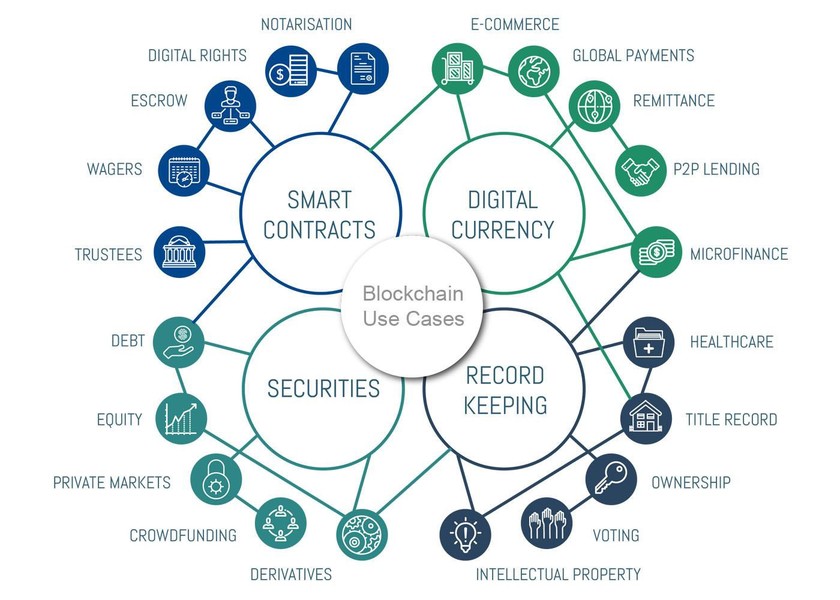 NOTARISATION
E-COMMERCE
DIGITAL RIGHTS
GLOBAL PAYMENTS
ESCROW
REMITTANCE
WAGERS
P2P LENDING
SMART
CONTRACTS
DIGITAL
CURRENCY
TRUSTEES
MICROFINANCE
Blockchain
Use Cases
DEBT
HEALTHCARE
SECURITIES
RECORD
KEEPING
EQUITY
TITLE RECORD
PRIVATE MARKETS
OWNERSHIP
CROWDFUNDING
VOTING
DERIVATIVES
INTELLECTUAL PROPERTY